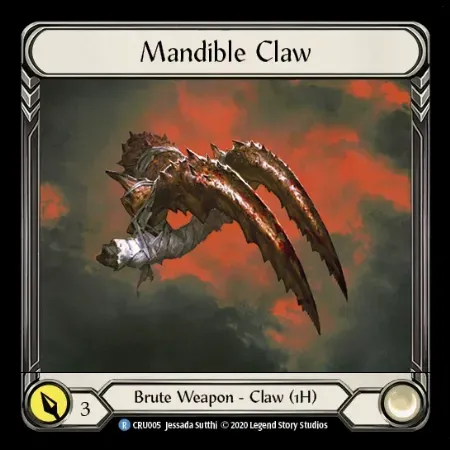 Mandible Claw
3
Brute Weapon - Claw (1H)
R CRU005 Jessada Sutthi © 2020 Legend Story Studios